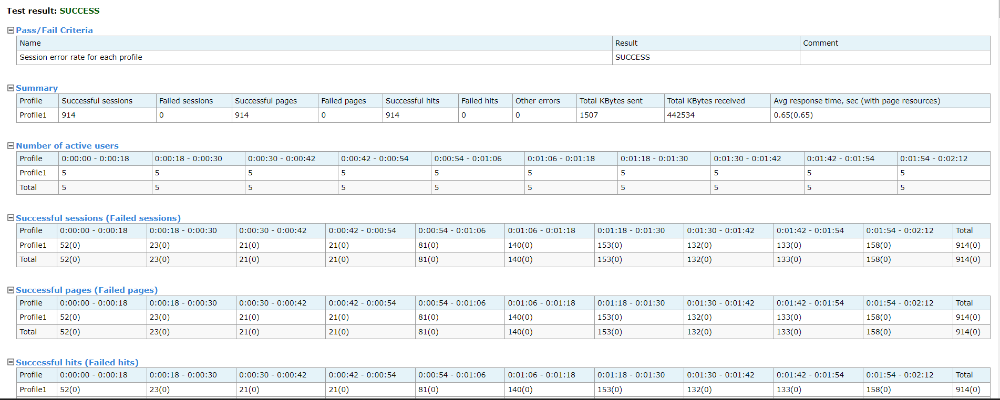 Test result: SUCCESS
Pass/Fail Criteria
Name Result Comment
Session error rate for each profile SUCCESS
Summary
Profile Successful sessions Failed sessions Successful pages Failed pages Successful hits Failed hits Other errors Total KBytes sent Total KBytes received Avg response time, sec (with page resources)
Profile1 914 0 914 0 914 0 0 1507 442534 0.65(0.65)
Number of active users
Profile 0:00:00 - 0:00:18 0:00:18 - 0:00:30 0:00:30 - 0:00:42 0:00:42 - 0:00:54 0:00:54 - 0:01:06 0:01:06 - 0:01:18 0:01:18 - 0:01:30 0:01:30 - 0:01:42 0:01:42 - 0:01:54 0:01:54 - 0:02:12
Profile1 5 5 5 5 5 5 5 5 5 5
Total 5 5 5 5 5 5 5 5 5 5
Successful sessions (Failed sessions)
Profile 0:00:00 - 0:00:18 0:00:18 - 0:00:30 0:00:30 - 0:00:42 0:00:42 - 0:00:54 0:00:54 - 0:01:06 0:01:06 - 0:01:18 0:01:18 - 0:01:30 0:01:30 - 0:01:42 0:01:42 - 0:01:54 0:01:54 - 0:02:12 Total
Profile1 52(0) 23(0) 21(0) 21(0) 81(0) 140(0) 153(0) 132(0) 133(0) 158(0) 914(0)
Total 52(0) 23(0) 21(0) 21(0) 81(0) 140(0) 153(0) 132(0) 133(0) 158(0) 914(0)
Successful pages (Failed pages)
Profile 0:00:00 - 0:00:18 0:00:18 - 0:00:30 0:00:30 - 0:00:42 0:00:42 - 0:00:54 0:00:54 - 0:01:06 0:01:06 - 0:01:18 0:01:18 - 0:01:30 0:01:30 - 0:01:42 0:01:42 - 0:01:54 0:01:54 - 0:02:12 Total
Profile1 52(0) 23(0) 21(0) 21(0) 81(0) 140(0) 153(0) 132(0) 133(0) 158(0) 914(0)
Total 52(0) 23(0) 21(0) 21(0) 81(0) 140(0) 153(0) 132(0) 133(0) 158(0) 914(0)
Successful hits (Failed hits)
Profile 0:00:00 - 0:00:18 0:00:18 - 0:00:30 0:00:30 - 0:00:42 0:00:42 - 0:00:54 0:00:54 - 0:01:06 0:01:06 - 0:01:18 0:01:18 - 0:01:30 0:01:30 - 0:01:42 0:01:42 - 0:01:54 0:01:54 - 0:02:12 Total
Profile1 52(0) 23(0) 21(0) 21(0) 81(0) 140(0) 153(0) 132(0) 133(0) 158(0) 914(0)